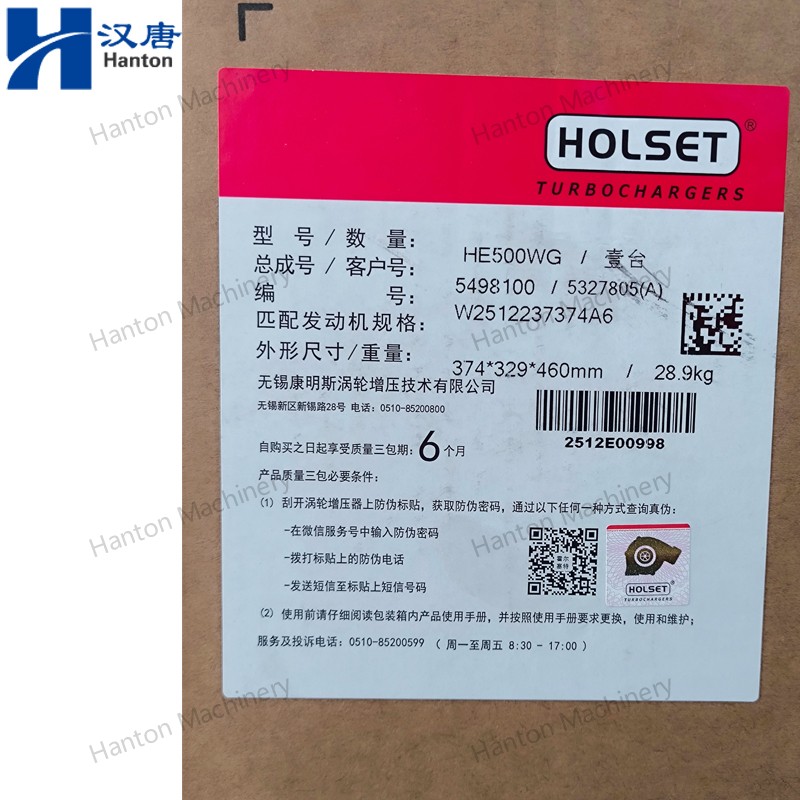 汉唐
Hanton
HOLSET®
TURBOCHARGERS
型 号 / 数 量： HE500WG / 壹台
总成号 / 客户号： 5498100 / 5327805(A)
编 号： W2512237374A6
匹配发动机规格：
外形尺寸/重量： 374*329*460mm / 28.9kg
无锡康明斯涡轮增压技术有限公司
无锡新区新锡路28号 电话：0510-85200800
2512E00998
自购买之日起享受质量三包期：6个月
产品质量三包必要条件：
（1） 刮开涡轮增压器上防伪标贴，获取防伪密码，通过以下任何一种方式查询真伪：
-在微信服务号中输入防伪密码
-拨打标贴上的防伪电话
-发送短信至标贴上短信号码
霍尔
赛特
HOLSET®
TURBOCHARGERS
（2） 使用前请仔细阅读包装箱内产品使用手册，并按照使用手册要求更换，使用和维护；
服务及投诉电话：0510-85200599 （ 周一至周五 8:30 - 17:00 ）
Hanton Machinery
Hanton Machinery
Hanton Machinery
Hanton Machinery
Hanton Machinery
Hanton Machinery
Hanton Machinery
Hanton Machinery